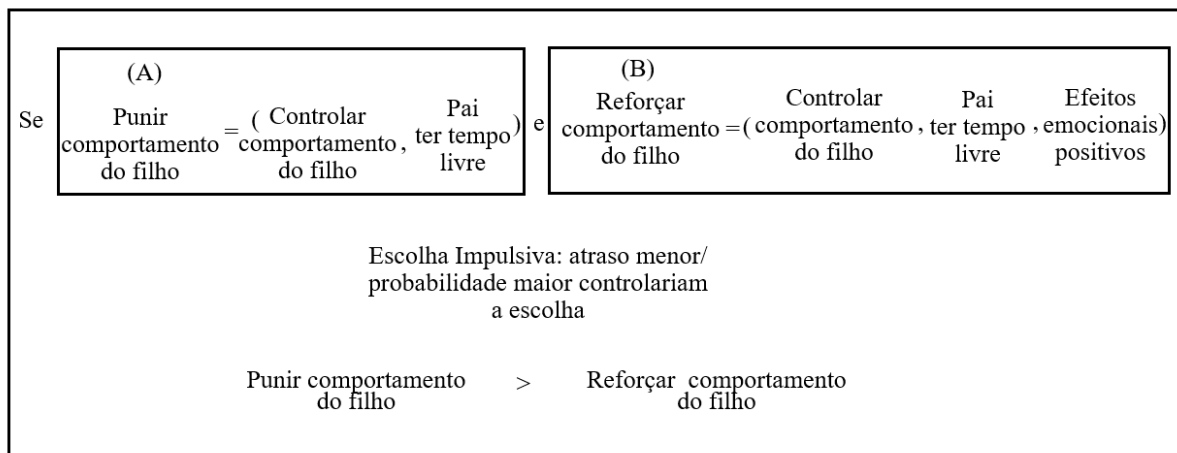 (A)
Se
Punir
comportamento
do filho
=
(
Controlar
comportamento,
do filho
Pai
ter tempo
livre
)
e
(B)
Reforçar
comportamento
do filho
=(
Controlar
comportamento
do filho
,
Pai
ter tempo
livre
,
Efeitos
emocionais
positivos
)
Escolha Impulsiva: atraso menor/
probabilidade maior controlariam
a escolha
Punir comportamento
do filho
>
Reforçar comportamento
do filho